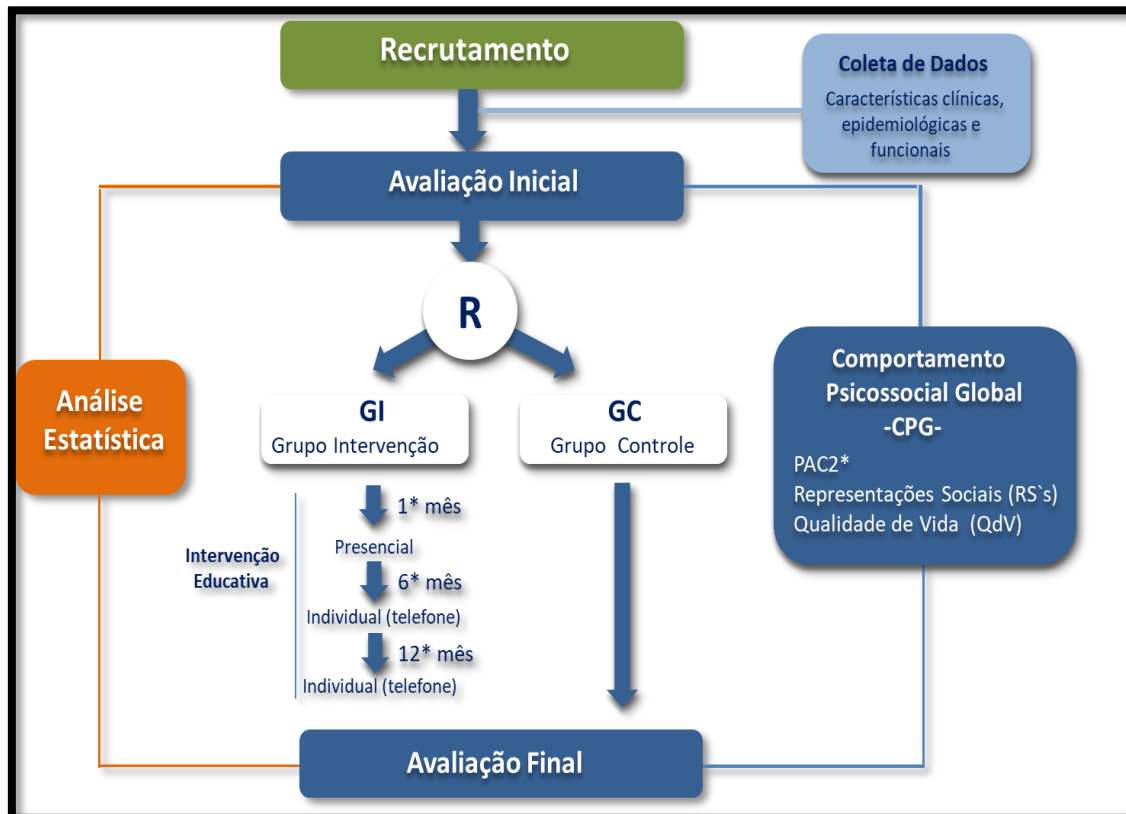 Recrutamento
Coleta de Dados
Características clínicas,
epidemiológicas e
funcionais
Avaliação Inicial
R
Análise
Estatística
GI
Grupo Intervenção
GC
Grupo Controle
Comportamento
Psicossocial Global
-CPG-
PAC2*
Representações Sociais (RS`s)
Qualidade de Vida (QdV)
Intervenção
Educativa
1* mês
Presencial
6* mês
Individual (telefone)
12* mês
Individual (telefone)
Avaliação Final